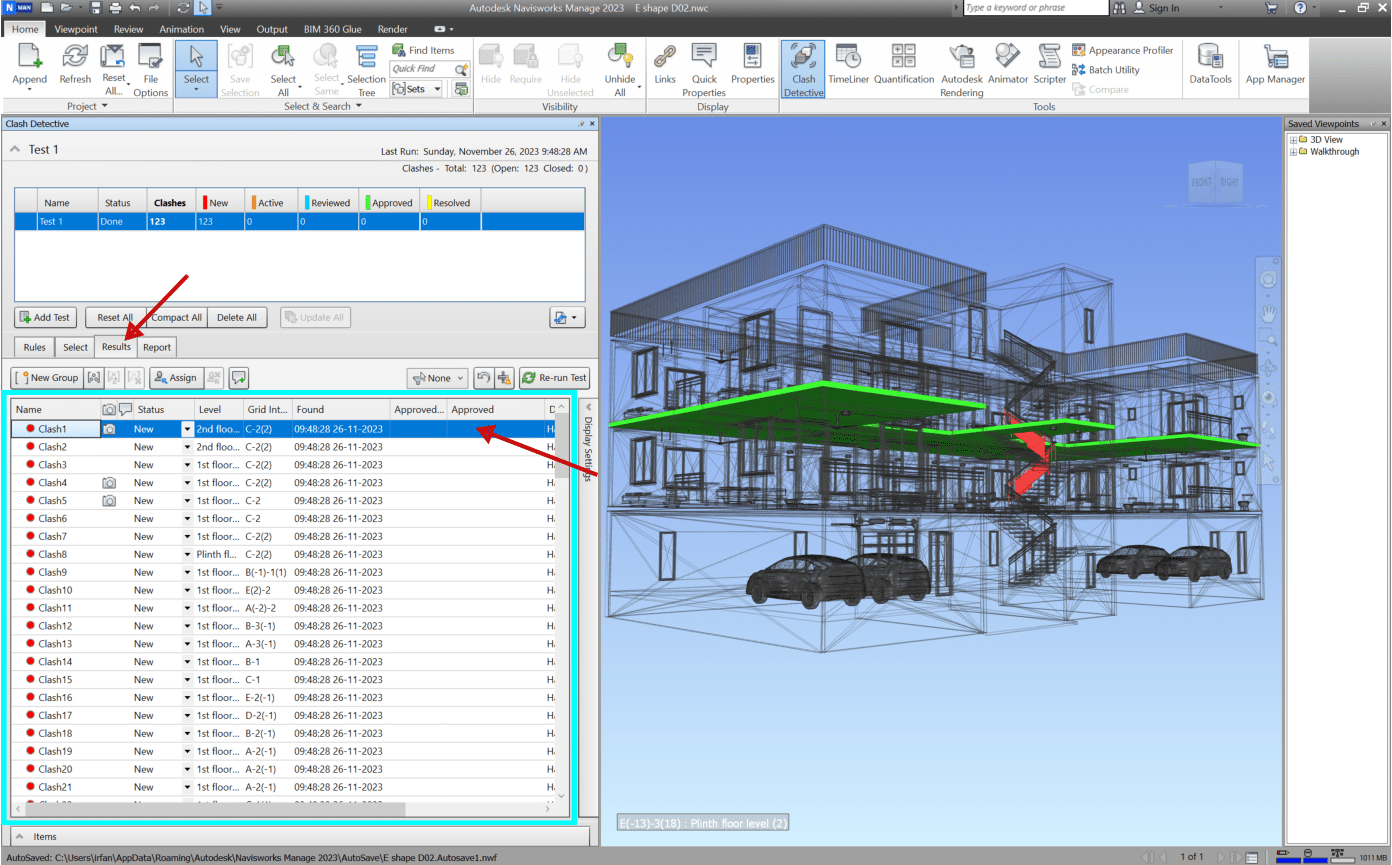 N MAN Autodesk Navisworks Manage 2023 E shape D02.nwc Type a keyword or phrase Sign In
Home Viewpoint Review Animation View Output BIM 360 Glue Render
Append Refresh Reset All... File Options Select Save Selection Select All Select Same Selection Tree Find Items Quick Find Sets Hide Require Hide Unselected Unhide All Links Quick Properties Properties Clash Detective TimeLiner Quantification Autodesk Rendering Animator Scripter Appearance Profiler Batch Utility Compare DataTools App Manager
Project Select & Search Visibility Display Tools
Clash Detective
Saved Viewpoints
3D View
Walkthrough
Test 1 Last Run: Sunday, November 26, 2023 9:48:28 AM
Clashes - Total: 123 (Open: 123 Closed: 0)
Name Status Clashes New Active Reviewed Approved Resolved
Test 1 Done 123 123 0 0 0 0
Add Test Reset All Compact All Delete All Update All
Rules Select Results Report
New Group Assign None Re-run Test
Name Status Level Grid Int... Found Approved... Approved D
Clash1 New 2nd floo... C-2(2) 09:48:28 26-11-2023 Ha
Clash2 New 2nd floo... C-2(2) 09:48:28 26-11-2023 Ha
Clash3 New 1st floor... C-2(2) 09:48:28 26-11-2023 Ha
Clash4 New 1st floor... C-2(2) 09:48:28 26-11-2023 Ha
Clash5 New 1st floor... C-2 09:48:28 26-11-2023 Ha
Clash6 New 1st floor... C-2 09:48:28 26-11-2023 Ha
Clash7 New 1st floor... C-2(2) 09:48:28 26-11-2023 Ha
Clash8 New Plinth fl... C-2(2) 09:48:28 26-11-2023 Ha
Clash9 New 1st floor... B(-1)-1(1) 09:48:28 26-11-2023 Ha
Clash10 New 1st floor... E(2)-2 09:48:28 26-11-2023 Ha
Clash11 New 1st floor... A(-2)-2 09:48:28 26-11-2023 Ha
Clash12 New 1st floor... B-3(-1) 09:48:28 26-11-2023 Ha
Clash13 New 1st floor... A-3(-1) 09:48:28 26-11-2023 Ha
Clash14 New 1st floor... B-1 09:48:28 26-11-2023 Ha
Clash15 New 1st floor... C-1 09:48:28 26-11-2023 Ha
Clash16 New 1st floor... E-2(-1) 09:48:28 26-11-2023 Ha
Clash17 New 1st floor... D-2(-1) 09:48:28 26-11-2023 Ha
Clash18 New 1st floor... B-2(-1) 09:48:28 26-11-2023 Ha
Clash19 New 1st floor... A-2(-1) 09:48:28 26-11-2023 Ha
Clash20 New 1st floor... A-2(-1) 09:48:28 26-11-2023 Ha
Clash21 New 1st floor... A-2(-1) 09:48:28 26-11-2023 Ha
Display Settings
Items
FRONT RIGHT
E(-13)-3(18) : Plinth floor level (2)
AutoSaved: C:\Users\irfan\AppData\Roaming\Autodesk\Navisworks Manage 2023\AutoSave\E shape D02.Autosave1.nwf 1 of 1 1011 MB